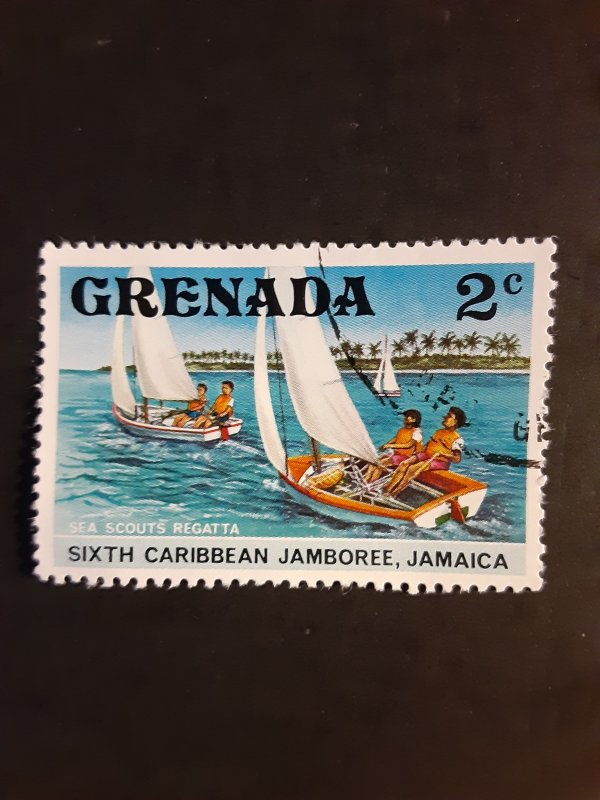 GRENADA 2c
SEA SCOUTS REGATTA
SIXTH CARIBBEAN JAMBOREE, JAMAICA